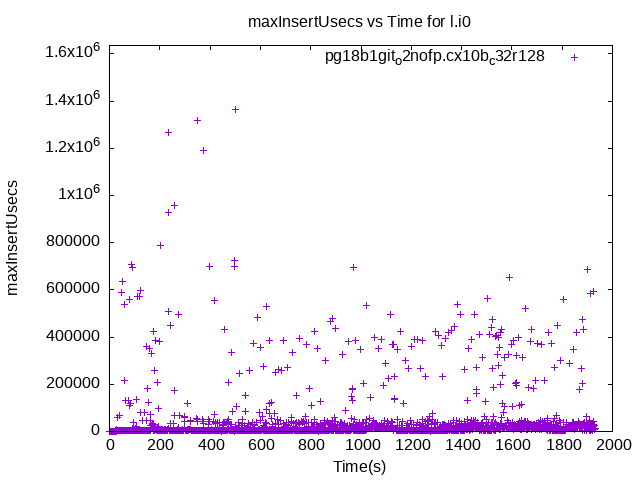 maxInsertUsecs vs Time for l.i0
pg18b1git_o2nofp.cx10b_c32r128
1.6x10^6
1.4x10^6
1.2x10^6
1x10^6
800000
600000
400000
200000
0
maxInsertUsecs
0 200 400 600 800 1000 1200 1400 1600 1800 2000
Time(s)